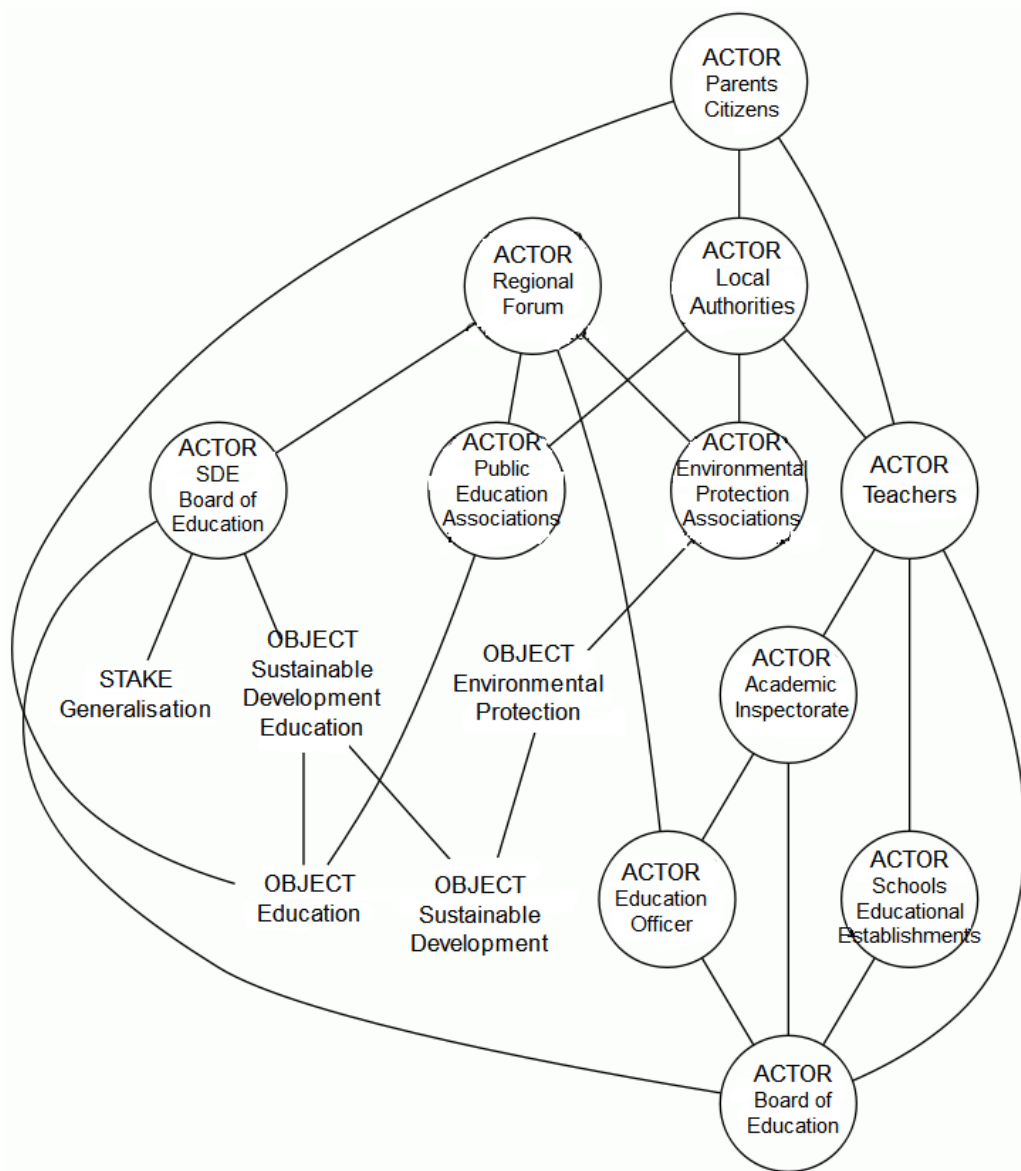 ACTOR
Parents
Citizens
ACTOR
Regional
Forum
ACTOR
Local
Authorities
ACTOR
SDE
Board of
Education
ACTOR
Public
Education
Associations
ACTOR
Environmental
Protection
Associations
ACTOR
Teachers
STAKE
Generalisation
OBJECT
Sustainable
Development
Education
OBJECT
Environmental
Protection
ACTOR
Academic
Inspectorate
OBJECT
Education
OBJECT
Sustainable
Development
ACTOR
Education
Officer
ACTOR
Schools
Educational
Establishments
ACTOR
Board of
Education